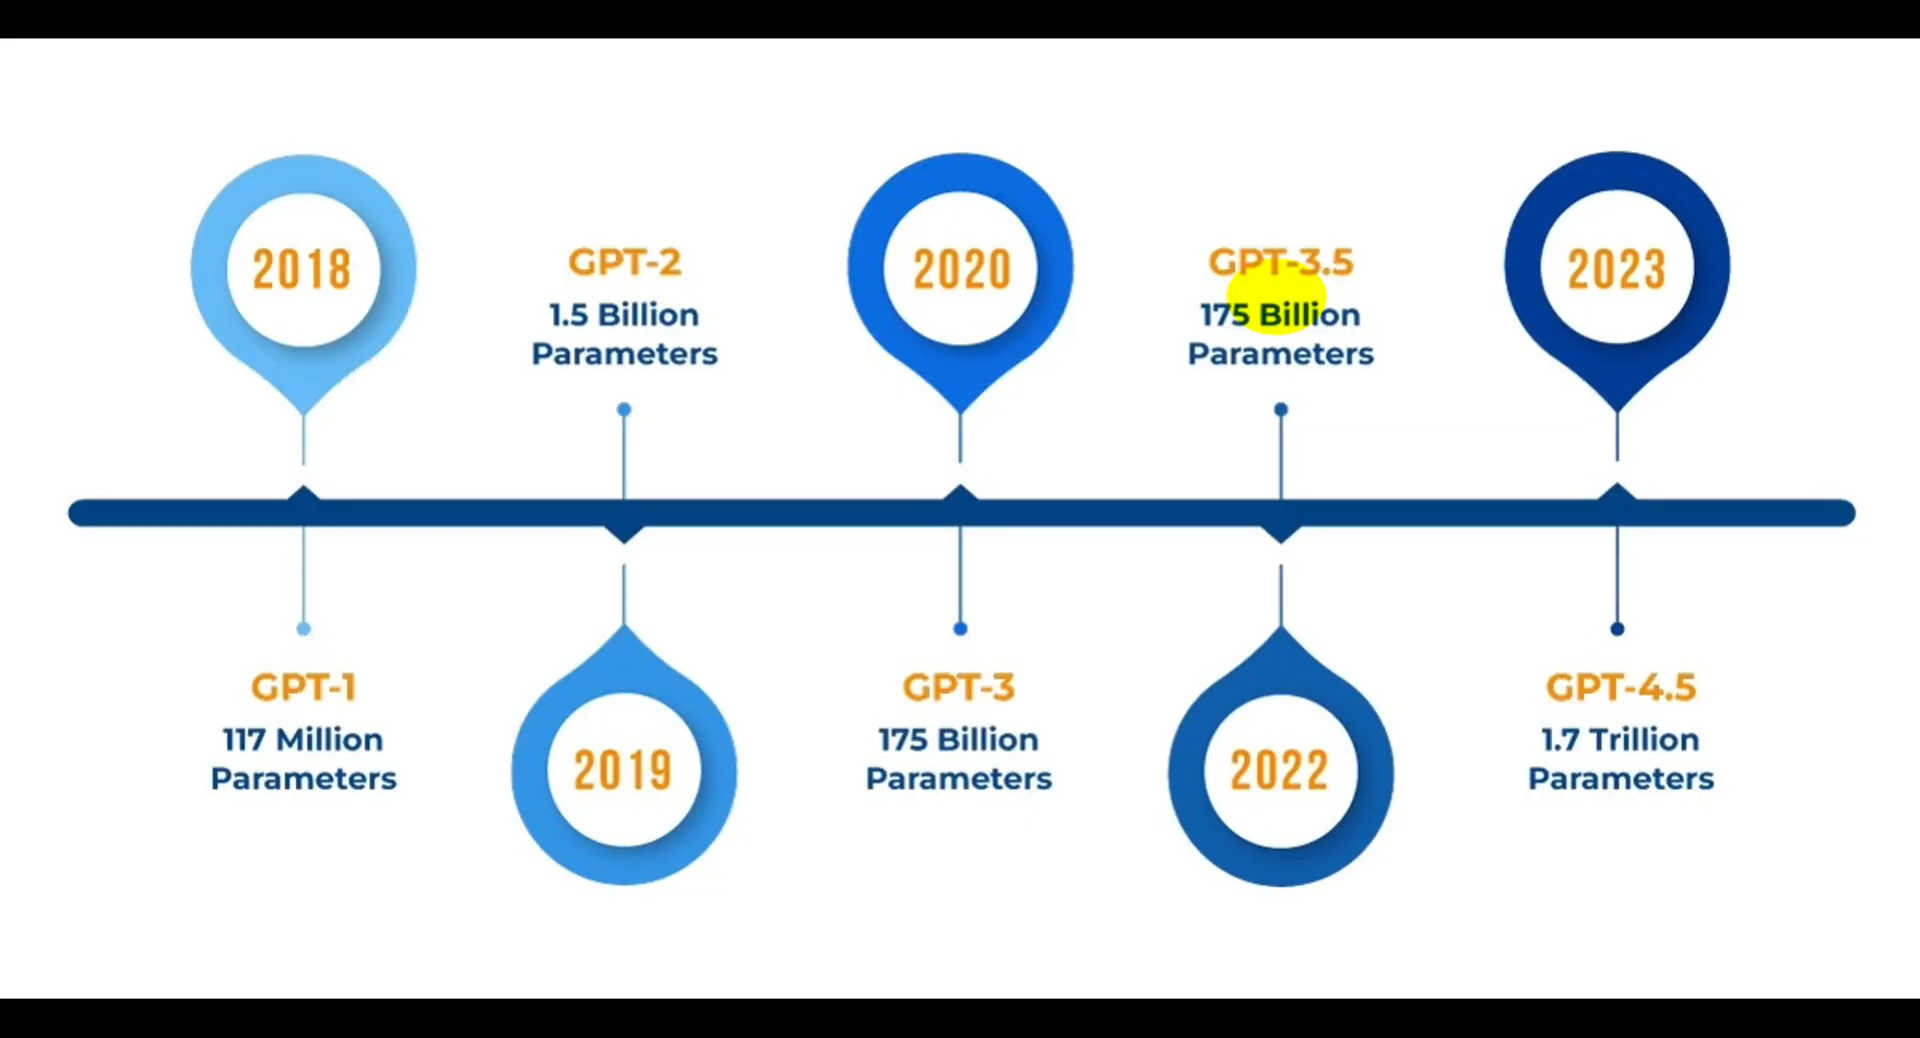 2018
GPT-1
117 Million
Parameters
GPT-2
1.5 Billion
Parameters
2019
2020
GPT-3
175 Billion
Parameters
GPT-3.5
175 Billion
Parameters
2022
2023
GPT-4.5
1.7 Trillion
Parameters